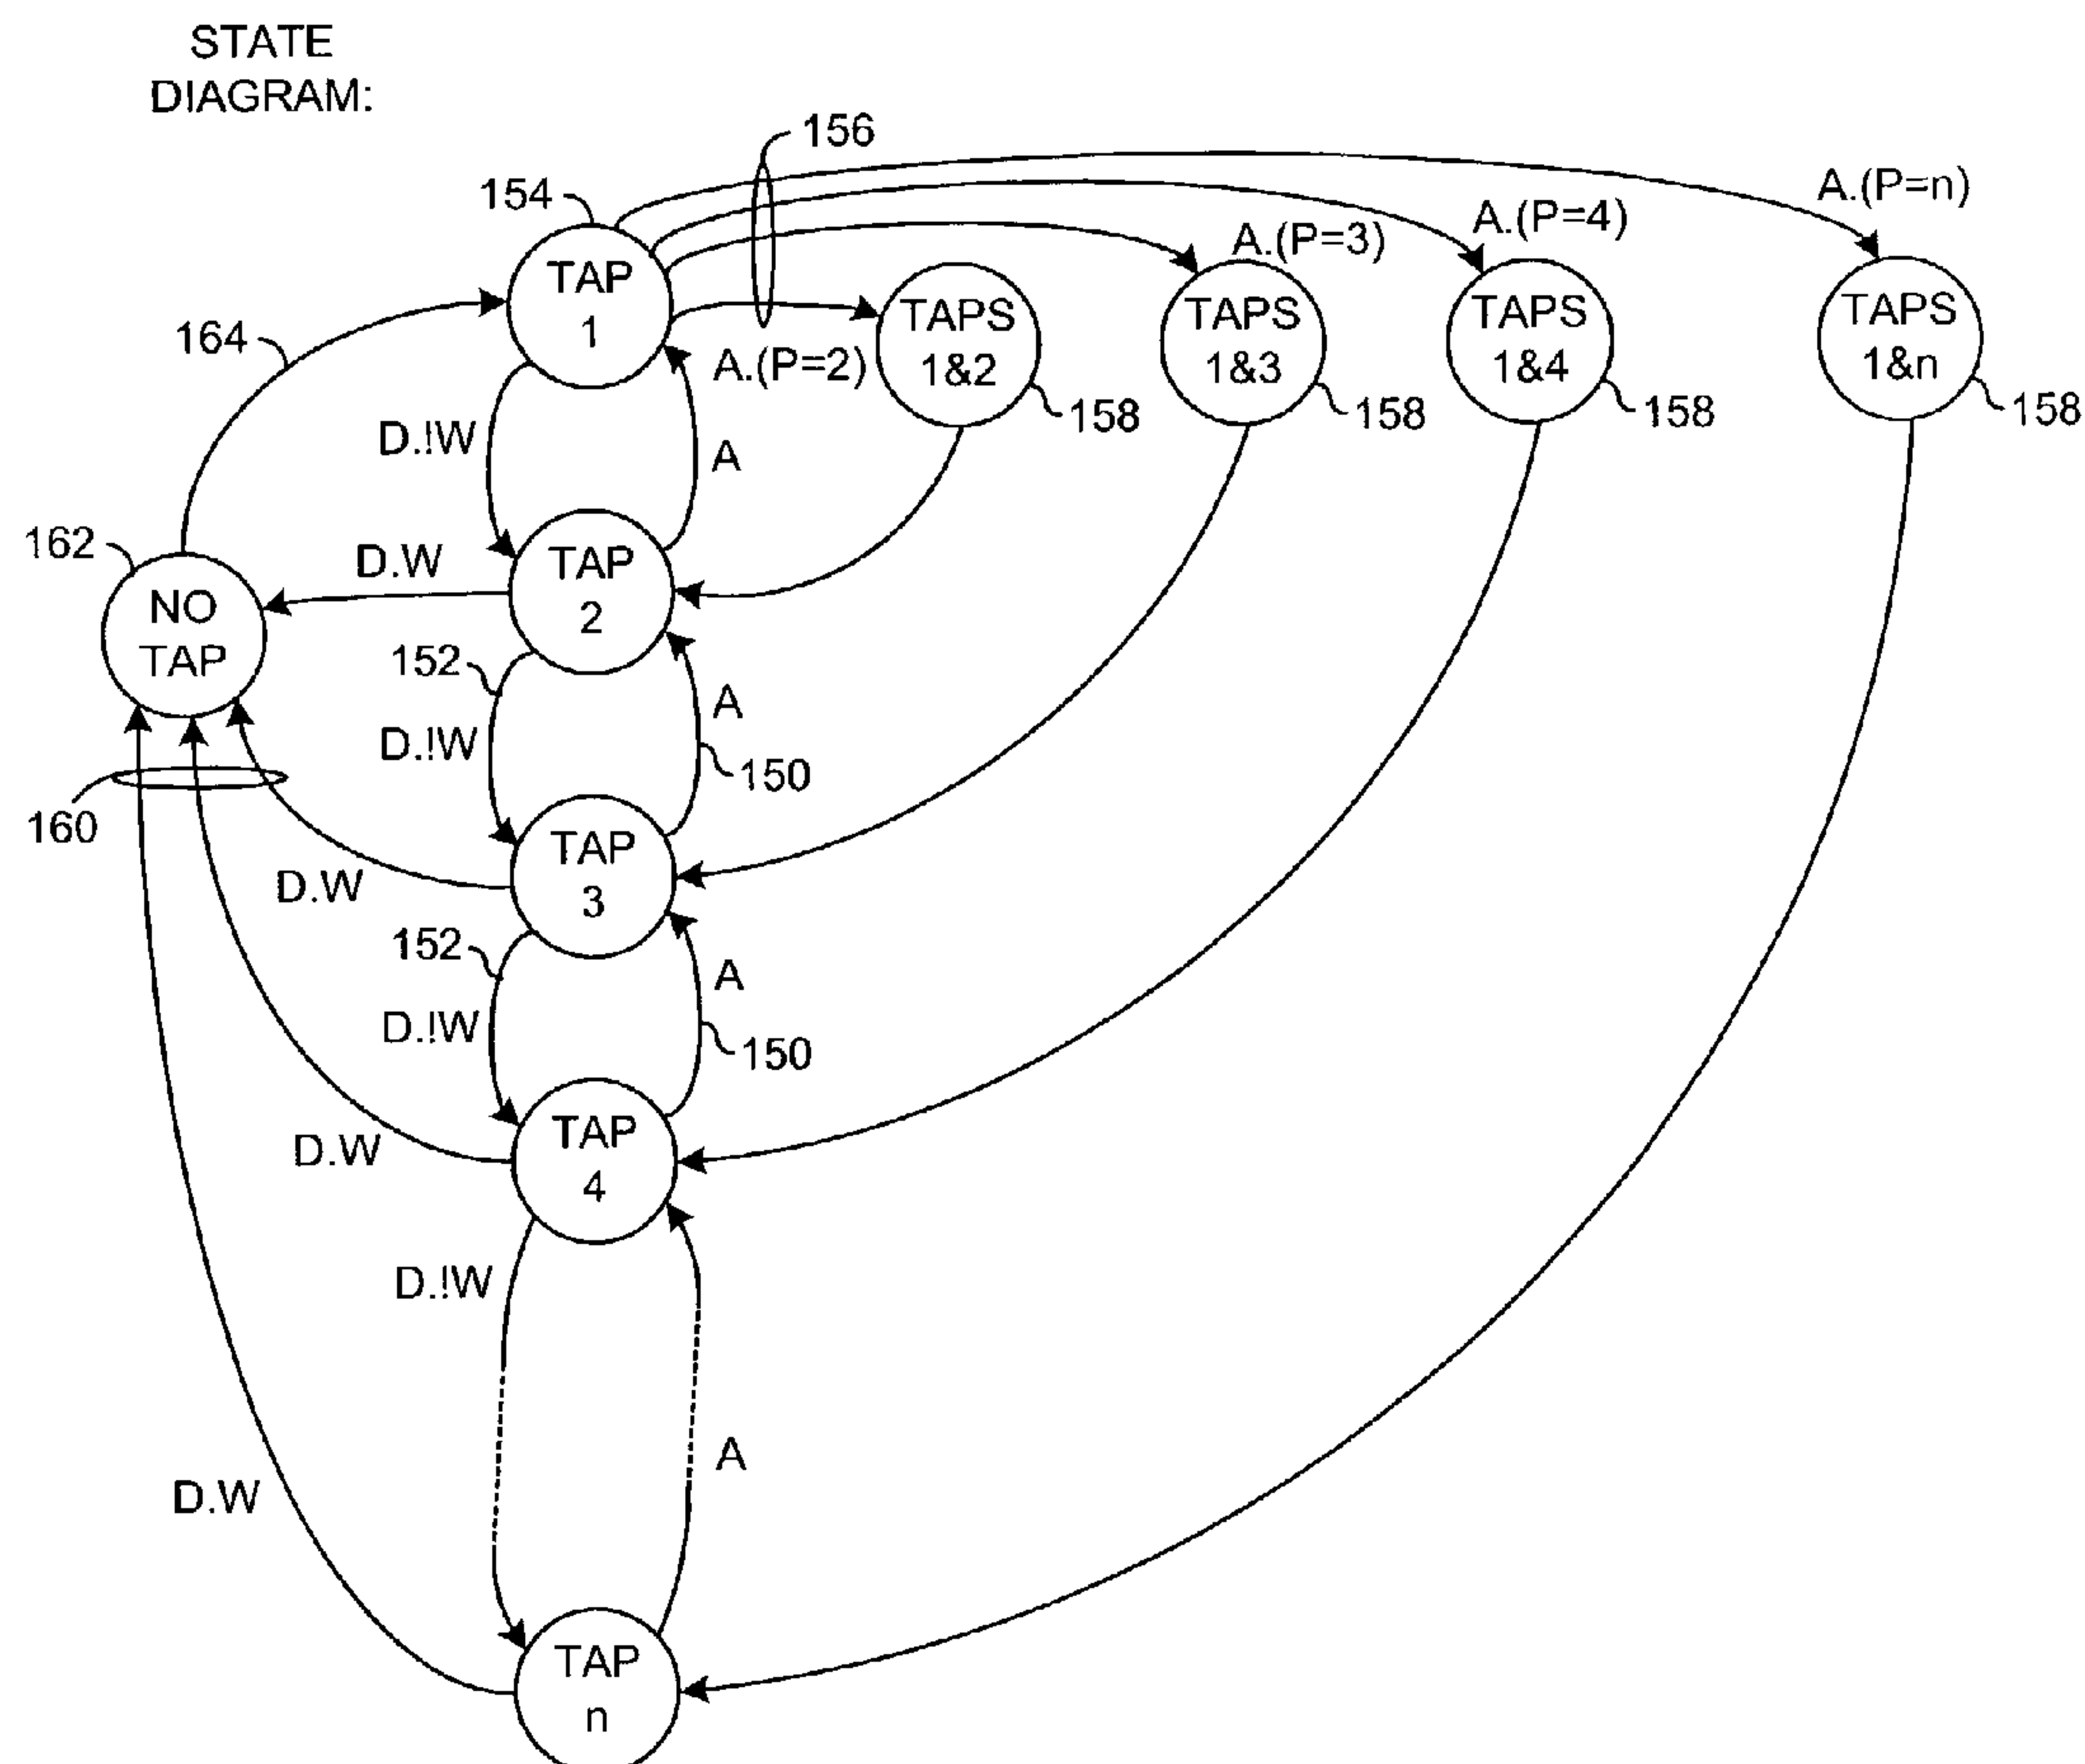 STATE
DIAGRAM:
156
154
A.(P=n)
A.(P=4)
A.(P=3)
TAP
1
TAPS
1&2
TAPS
1&3
TAPS
1&4
TAPS
1&n
164
A.(P=2)
158
158
158
158
D.!W
A
162
D.W
TAP
2
NO
TAP
152
A
D.!W
150
160
TAP
3
D.W
152
A
D.!W
150
TAP
4
D.W
D.!W
A
D.W
TAP
n